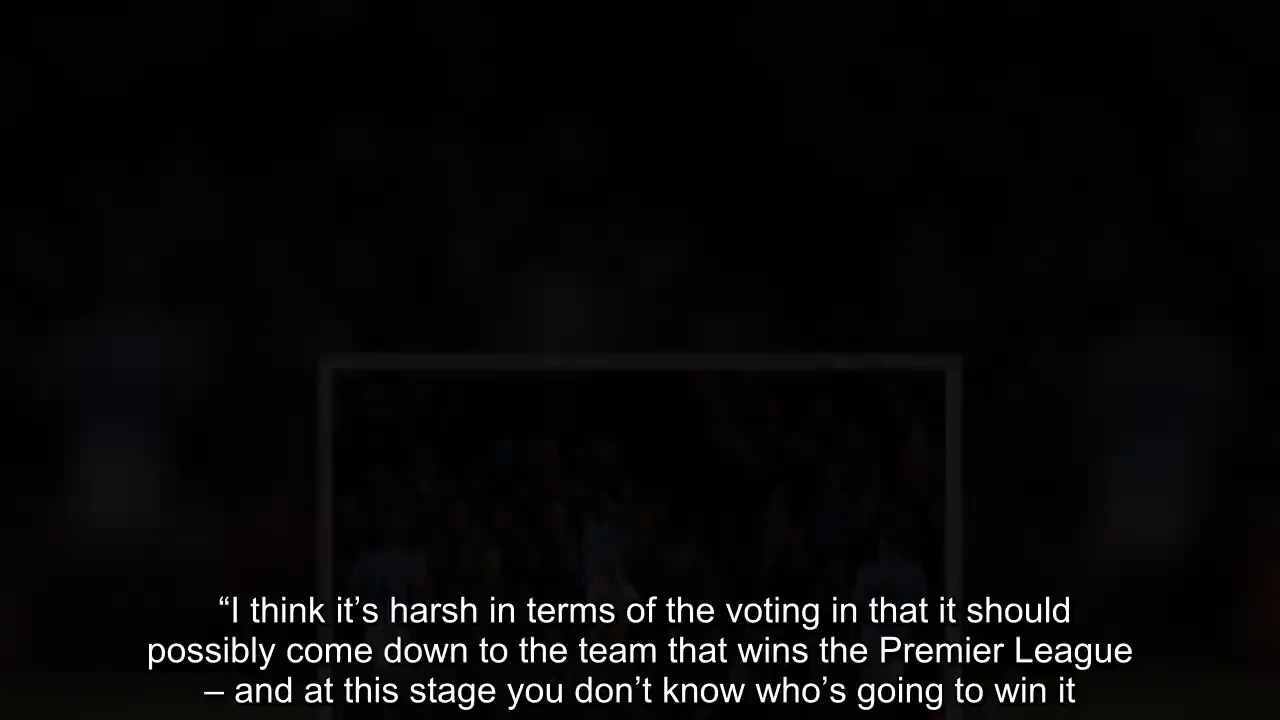 “I think it’s harsh in terms of the voting in that it should
possibly come down to the team that wins the Premier League
– and at this stage you don’t know who’s going to win it